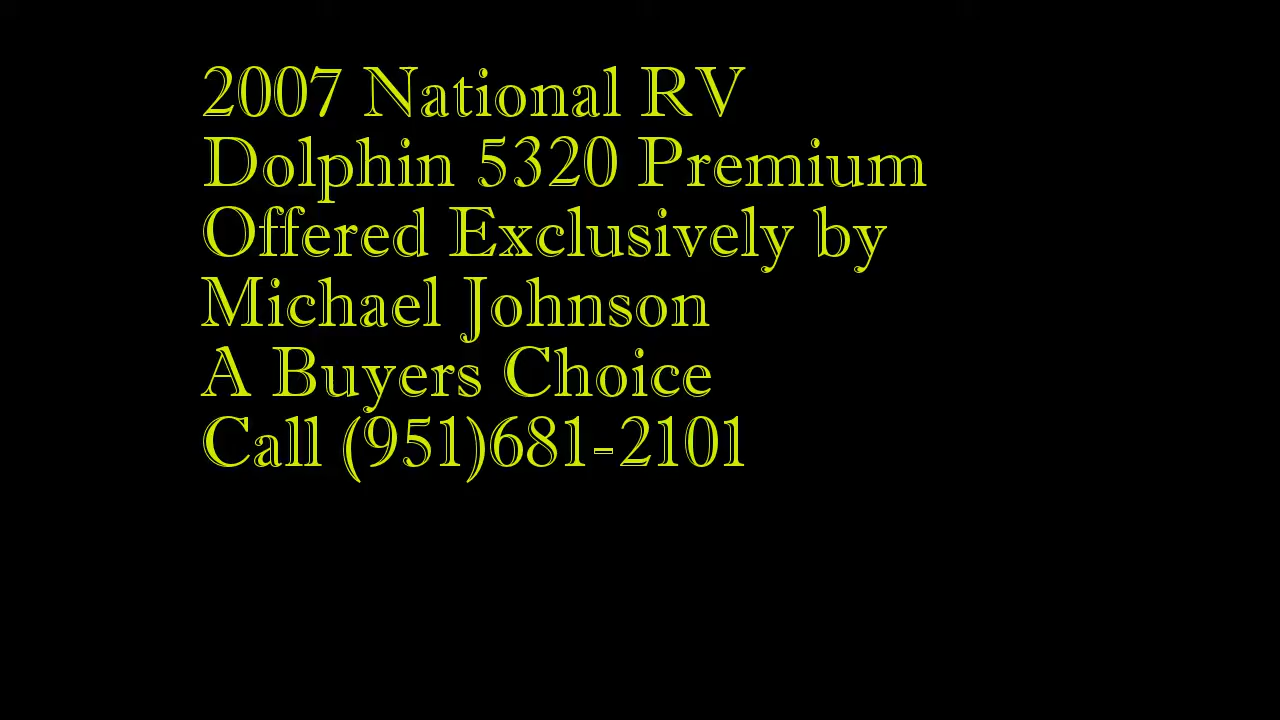 2007 National RV
Dolphin 5320 Premium
Offered Exclusively by
Michael Johnson
A Buyers Choice
Call (951)681-2101